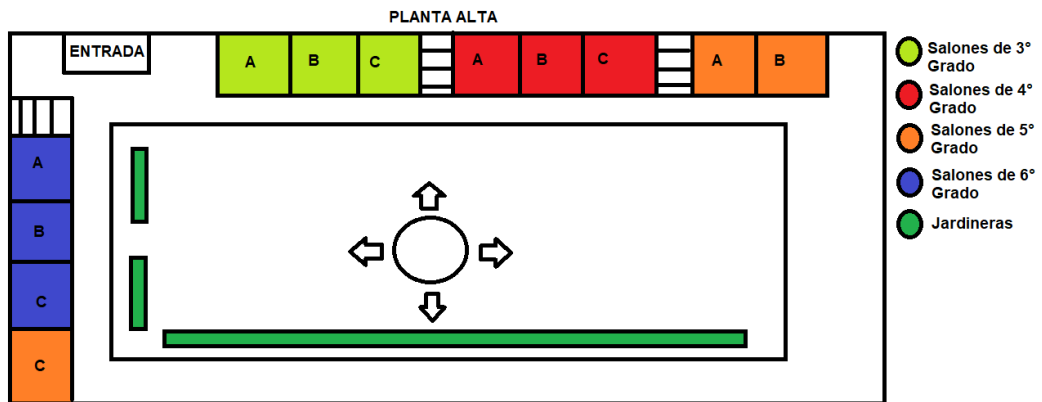 PLANTA ALTA
ENTRADA
A
B
C
A
B
C
A
B
A
B
C
C
Salones de 3°
Grado
Salones de 4°
Grado
Salones de 5°
Grado
Salones de 6°
Grado
Jardineras